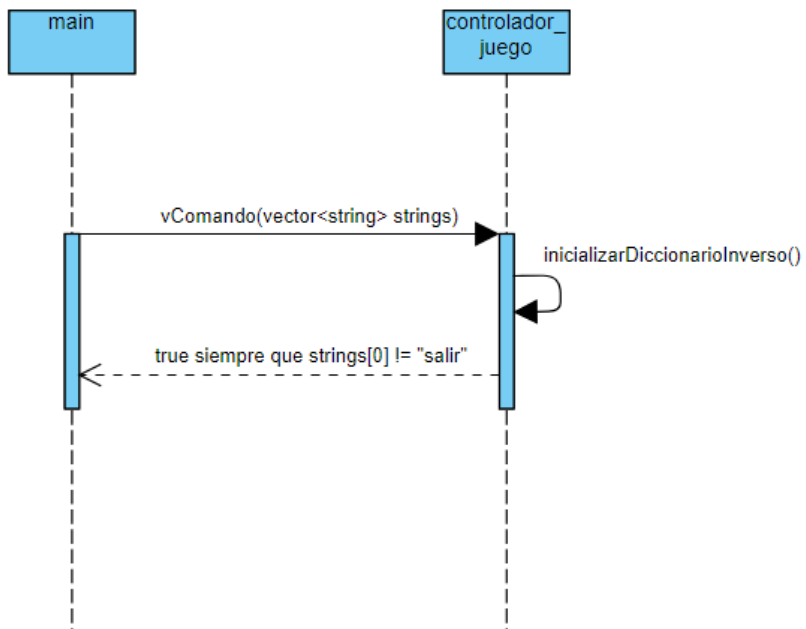 main
controlador_
juego
vComando(vector<string> strings)
inicializarDiccionarioInverso()
true siempre que strings[0] != "salir"